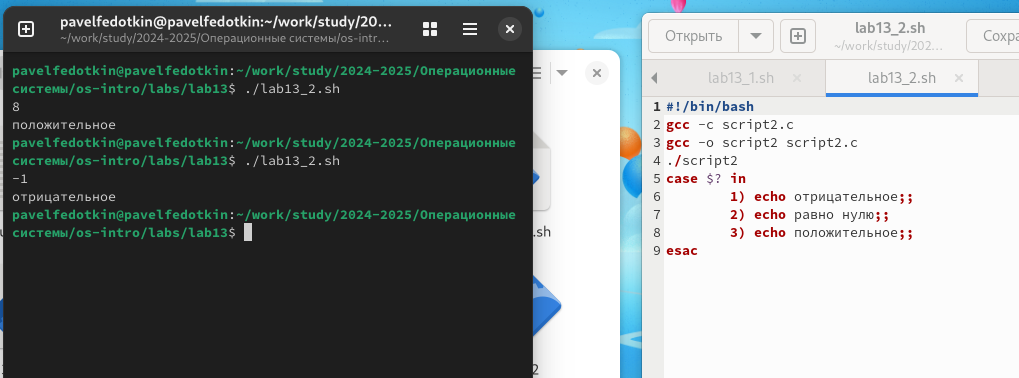 pavelfedotkin@pavelfedotkin:~/work/study/20...
~/work/study/2024-2025/Операционные системы/os-intr...
pavelfedotkin@pavelfedotkin:~/work/study/2024-2025/Операционные
системы/os-intro/labs/lab13$ ./lab13_2.sh
8
положительное
pavelfedotkin@pavelfedotkin:~/work/study/2024-2025/Операционные
системы/os-intro/labs/lab13$ ./lab13_2.sh
-1
отрицательное
pavelfedotkin@pavelfedotkin:~/work/study/2024-2025/Операционные
системы/os-intro/labs/lab13$
.sh
2
Открыть
lab13_2.sh
~/work/study/202...
Сохра
lab13_1.sh
lab13_2.sh
1 #!/bin/bash
2 gcc -c script2.c
3 gcc -o script2 script2.c
4 ./script2
5 case $? in
6 1) echo отрицательное;;
7 2) echo равно нулю;;
8 3) echo положительное;;
9 esac